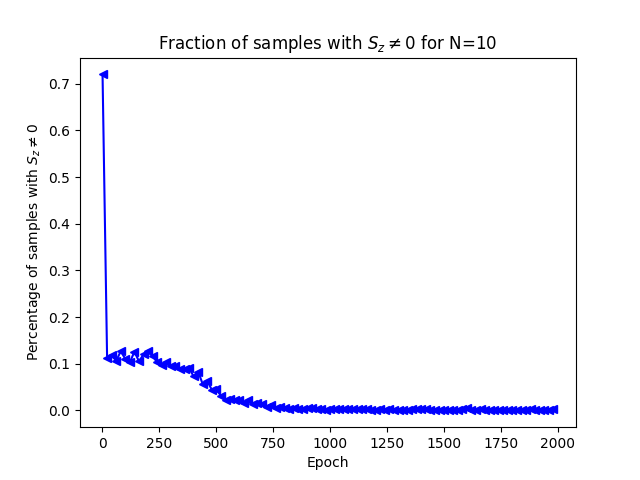 Fraction of samples with $S_z \neq 0$ for N=10
Percentage of samples with $S_z \neq 0$
0.7
0.6
0.5
0.4
0.3
0.2
0.1
0.0
0 250 500 750 1000 1250 1500 1750 2000
Epoch